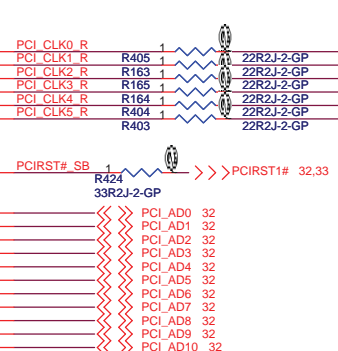 PCI_CLK0_R 1
PCI_CLK1_R R405 1 22R2J-2-GP
PCI_CLK2_R R163 1 22R2J-2-GP
PCI_CLK3_R R165 1 22R2J-2-GP
PCI_CLK4_R R164 1 22R2J-2-GP
PCI_CLK5_R R404 1 22R2J-2-GP
R403 22R2J-2-GP
PCIRST#_SB 1 PCIRST1# 32,33
R424
33R2J-2-GP
PCI_AD0 32
PCI_AD1 32
PCI_AD2 32
PCI_AD3 32
PCI_AD4 32
PCI_AD5 32
PCI_AD6 32
PCI_AD7 32
PCI_AD8 32
PCI_AD9 32
PCI_AD10 32